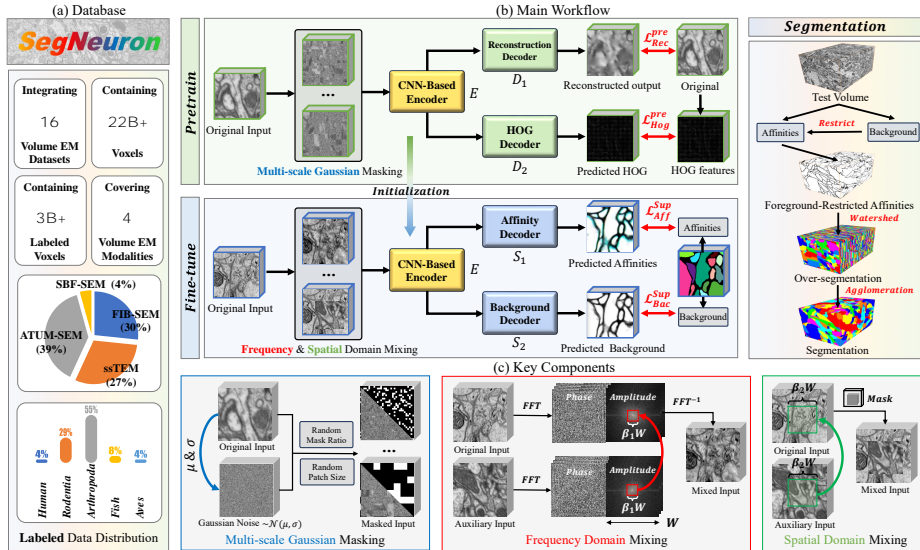 (a) Database
SegNeuron
Integrating
16
Volume EM
Datasets
Containing
22B+
Voxels
Containing
3B+
Labeled
Voxels
Covering
4
Volume EM
Modalities
SBF-SEM (4%)
FIB-SEM
(30%)
ATUM-SEM
(39%)
ssTEM
(27%)
4%
29%
55%
8%
4%
Human
Rodentia
Arthropoda
Fish
Aves
Labeled Data Distribution
(b) Main Workflow
Pretrain
Original Input
...
Multi-scale Gaussian Masking
CNN-Based
Encoder
E
Reconstruction
Decoder
D₁
Reconstructed output
ℒ_Rec^pre
Original
HOG
Decoder
D₂
Predicted HOG
ℒ_Hog^pre
HOG features
Initialization
Fine-tune
Original Input
...
Frequency & Spatial Domain Mixing
CNN-Based
Encoder
E
Affinity
Decoder
S₁
Predicted Affinities
ℒ_Aff^Sup
Affinities
Background
Decoder
S₂
Predicted Background
ℒ_Bac^Sup
Background
Segmentation
Test Volume
Affinities
Restrict
Background
Foreground-Restricted Affinities
Watershed
Over-segmentation
Agglomeration
Segmentation
(c) Key Components
μ & σ
Original Input
Gaussian Noise ~𝒩(μ, σ)
Random
Mask Ratio
...
Random
Patch Size
Masked Input
Multi-scale Gaussian Masking
Original Input
FFT
Phase
Amplitude
β₁W
FFT⁻¹
Mixed Input
Auxiliary Input
FFT
Phase
Amplitude
β₁W
W
Frequency Domain Mixing
β₂W
Original Input
Mask
β₂W
Auxiliary Input
Mixed Input
Spatial Domain Mixing